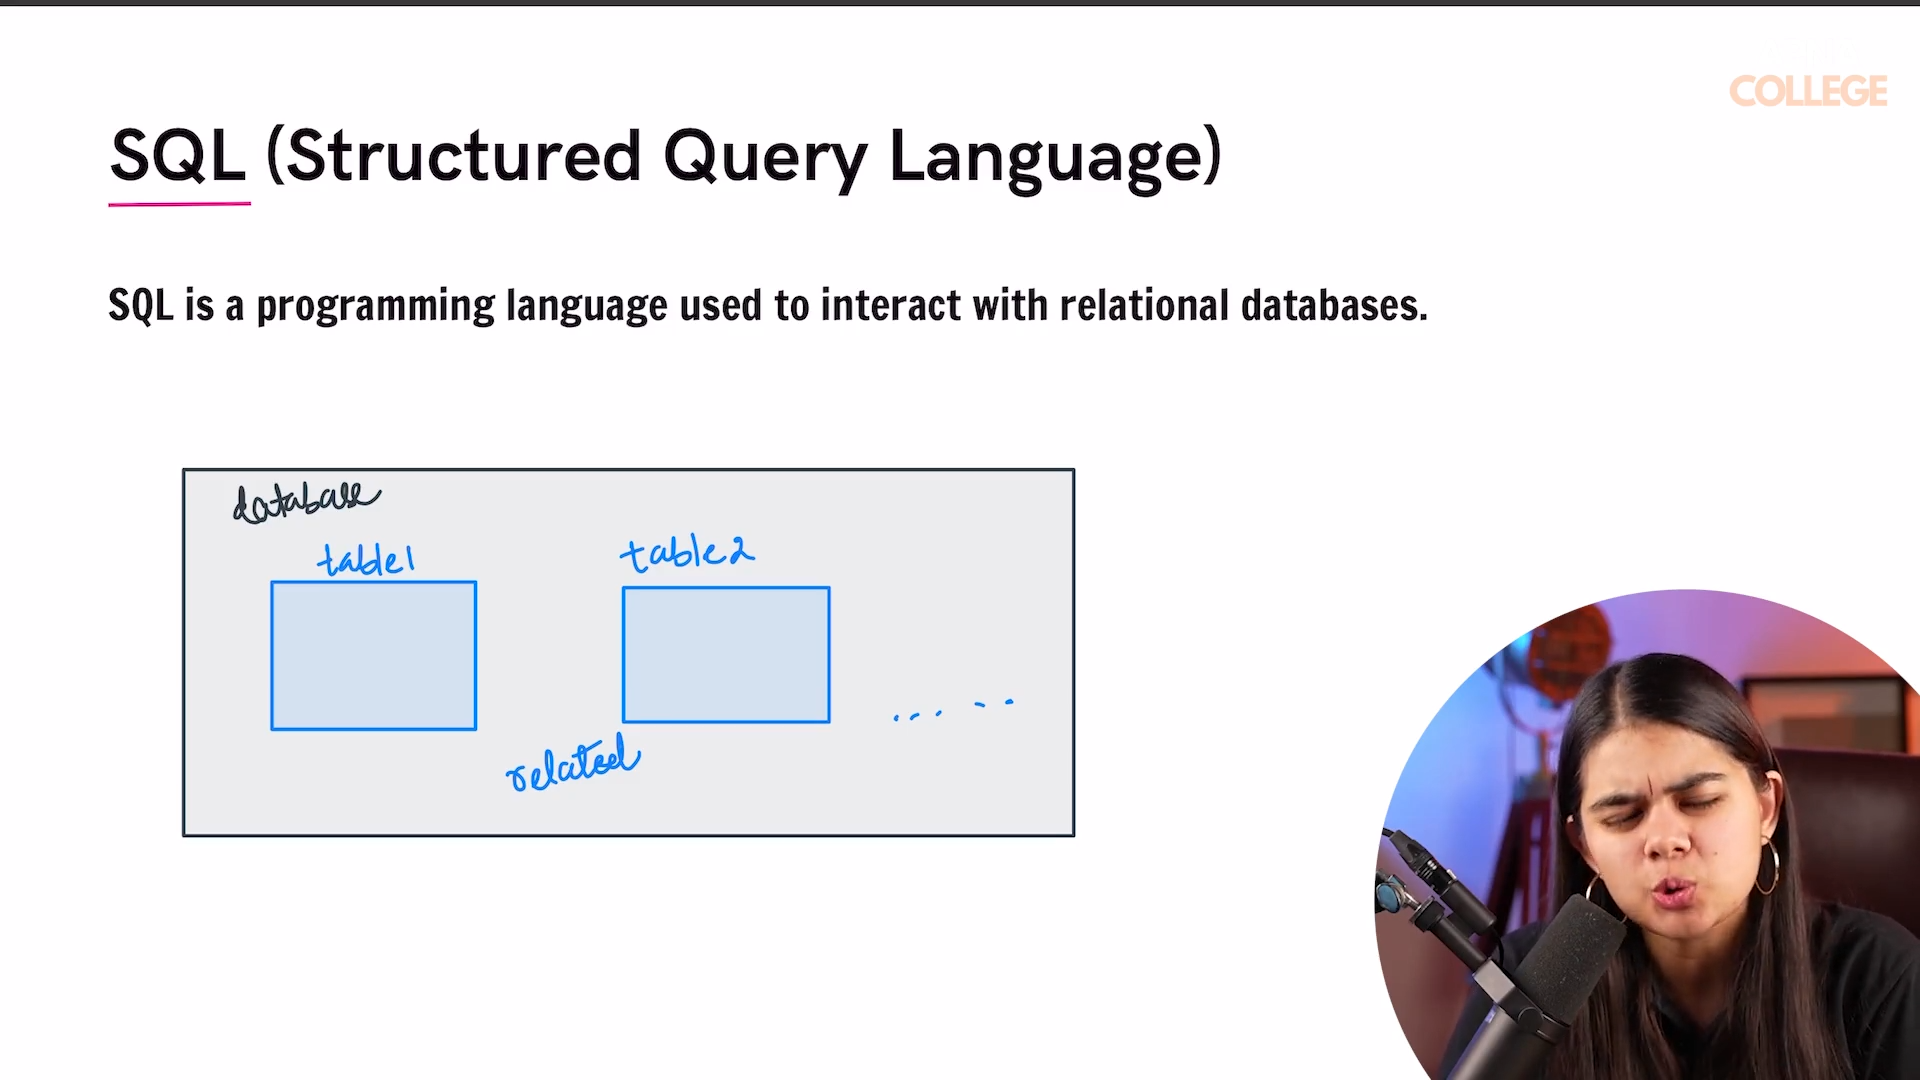 COLLEGE
SQL (Structured Query Language)
SQL is a programming language used to interact with relational databases.
database
table1
table2
related